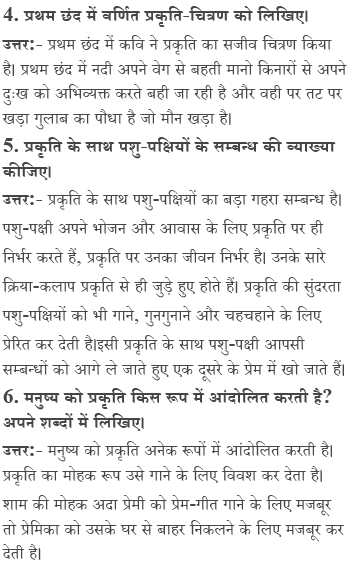 4. प्रथम छंद में वर्णित प्रकृति-चित्रण को लिखिए।
उत्तर:- प्रथम छंद में कवि ने प्रकृति का सजीव चित्रण किया
है। प्रथम छंद में नदी अपने वेग से बहती मानो किनारों से अपने
दुःख को अभिव्यक्त करते बही जा रही है और वही पर तट पर
खड़ा गुलाब का पौधा है जो मौन खड़ा है।
5. प्रकृति के साथ पशु-पक्षियों के सम्बन्ध की व्याख्या
कीजिए।
उत्तर:- प्रकृति के साथ पशु-पक्षियों का बड़ा गहरा सम्बन्ध है।
पशु-पक्षी अपने भोजन और आवास के लिए प्रकृति पर ही
निर्भर करते हैं, प्रकृति पर उनका जीवन निर्भर है। उनके सारे
क्रिया-कलाप प्रकृति से ही जुड़े हुए होते हैं। प्रकृति की सुंदरता
पशु-पक्षियों को भी गाने, गुनगुनाने और चहचहाने के लिए
प्रेरित कर देती है।इसी प्रकृति के साथ पशु-पक्षी आपसी
सम्बन्धों को आगे ले जाते हुए एक दूसरे के प्रेम में खो जाते हैं।
6. मनुष्य को प्रकृति किस रूप में आंदोलित करती है?
अपने शब्दों में लिखिए।
उत्तर:- मनुष्य को प्रकृति अनेक रूपों में आंदोलित करती है।
प्रकृति का मोहक रूप उसे गाने के लिए विवश कर देता है।
शाम की मोहक अदा प्रेमी को प्रेम-गीत गाने के लिए मजबूर
तो प्रेमिका को उसके घर से बाहर निकलने के लिए मजबूर कर
देती है।